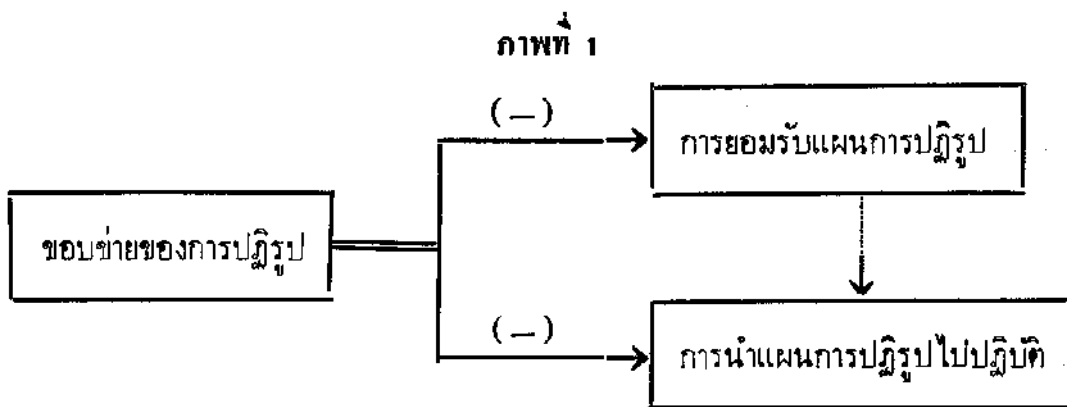 ภาพที่ 1
(—)
การยอมรับแผนการปฏิรูป
ขอบข่ายของการปฏิรูป
(—)
การนำแผนการปฏิรูปไปปฏิบัติ